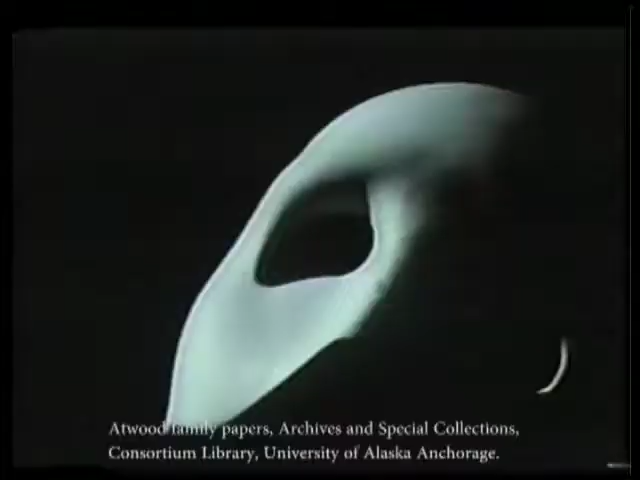 Atwood family papers, Archives and Special Collections,
Consortium Library, University of Alaska Anchorage.